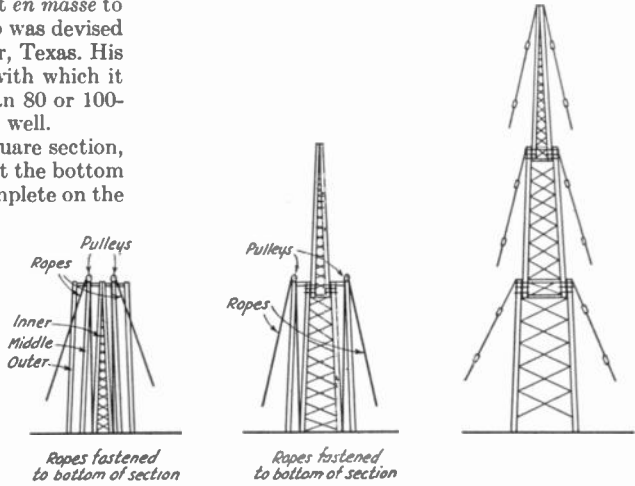 t en masse to
was devised
r, Texas. His
with which it
n 80 or 100-
well.
uare section,
t the bottom
nplete on the
Pulleys
Ropes
Inner
Middle
Outer
Ropes fastened
to bottom of section
Pulleys
Ropes
Ropes fastened
to bottom of section